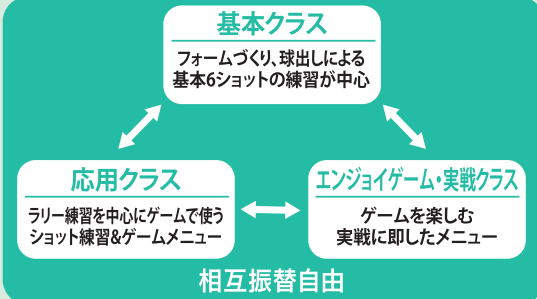 基本クラス
フォームづくり、球出しによる
基本6ショットの練習が中心
応用クラス
ラリー練習を中心にゲームで使う
ショット練習&ゲームメニュー
エンジョイゲーム・実戦クラス
ゲームを楽しむ
実戦に即したメニュー
相互振替自由